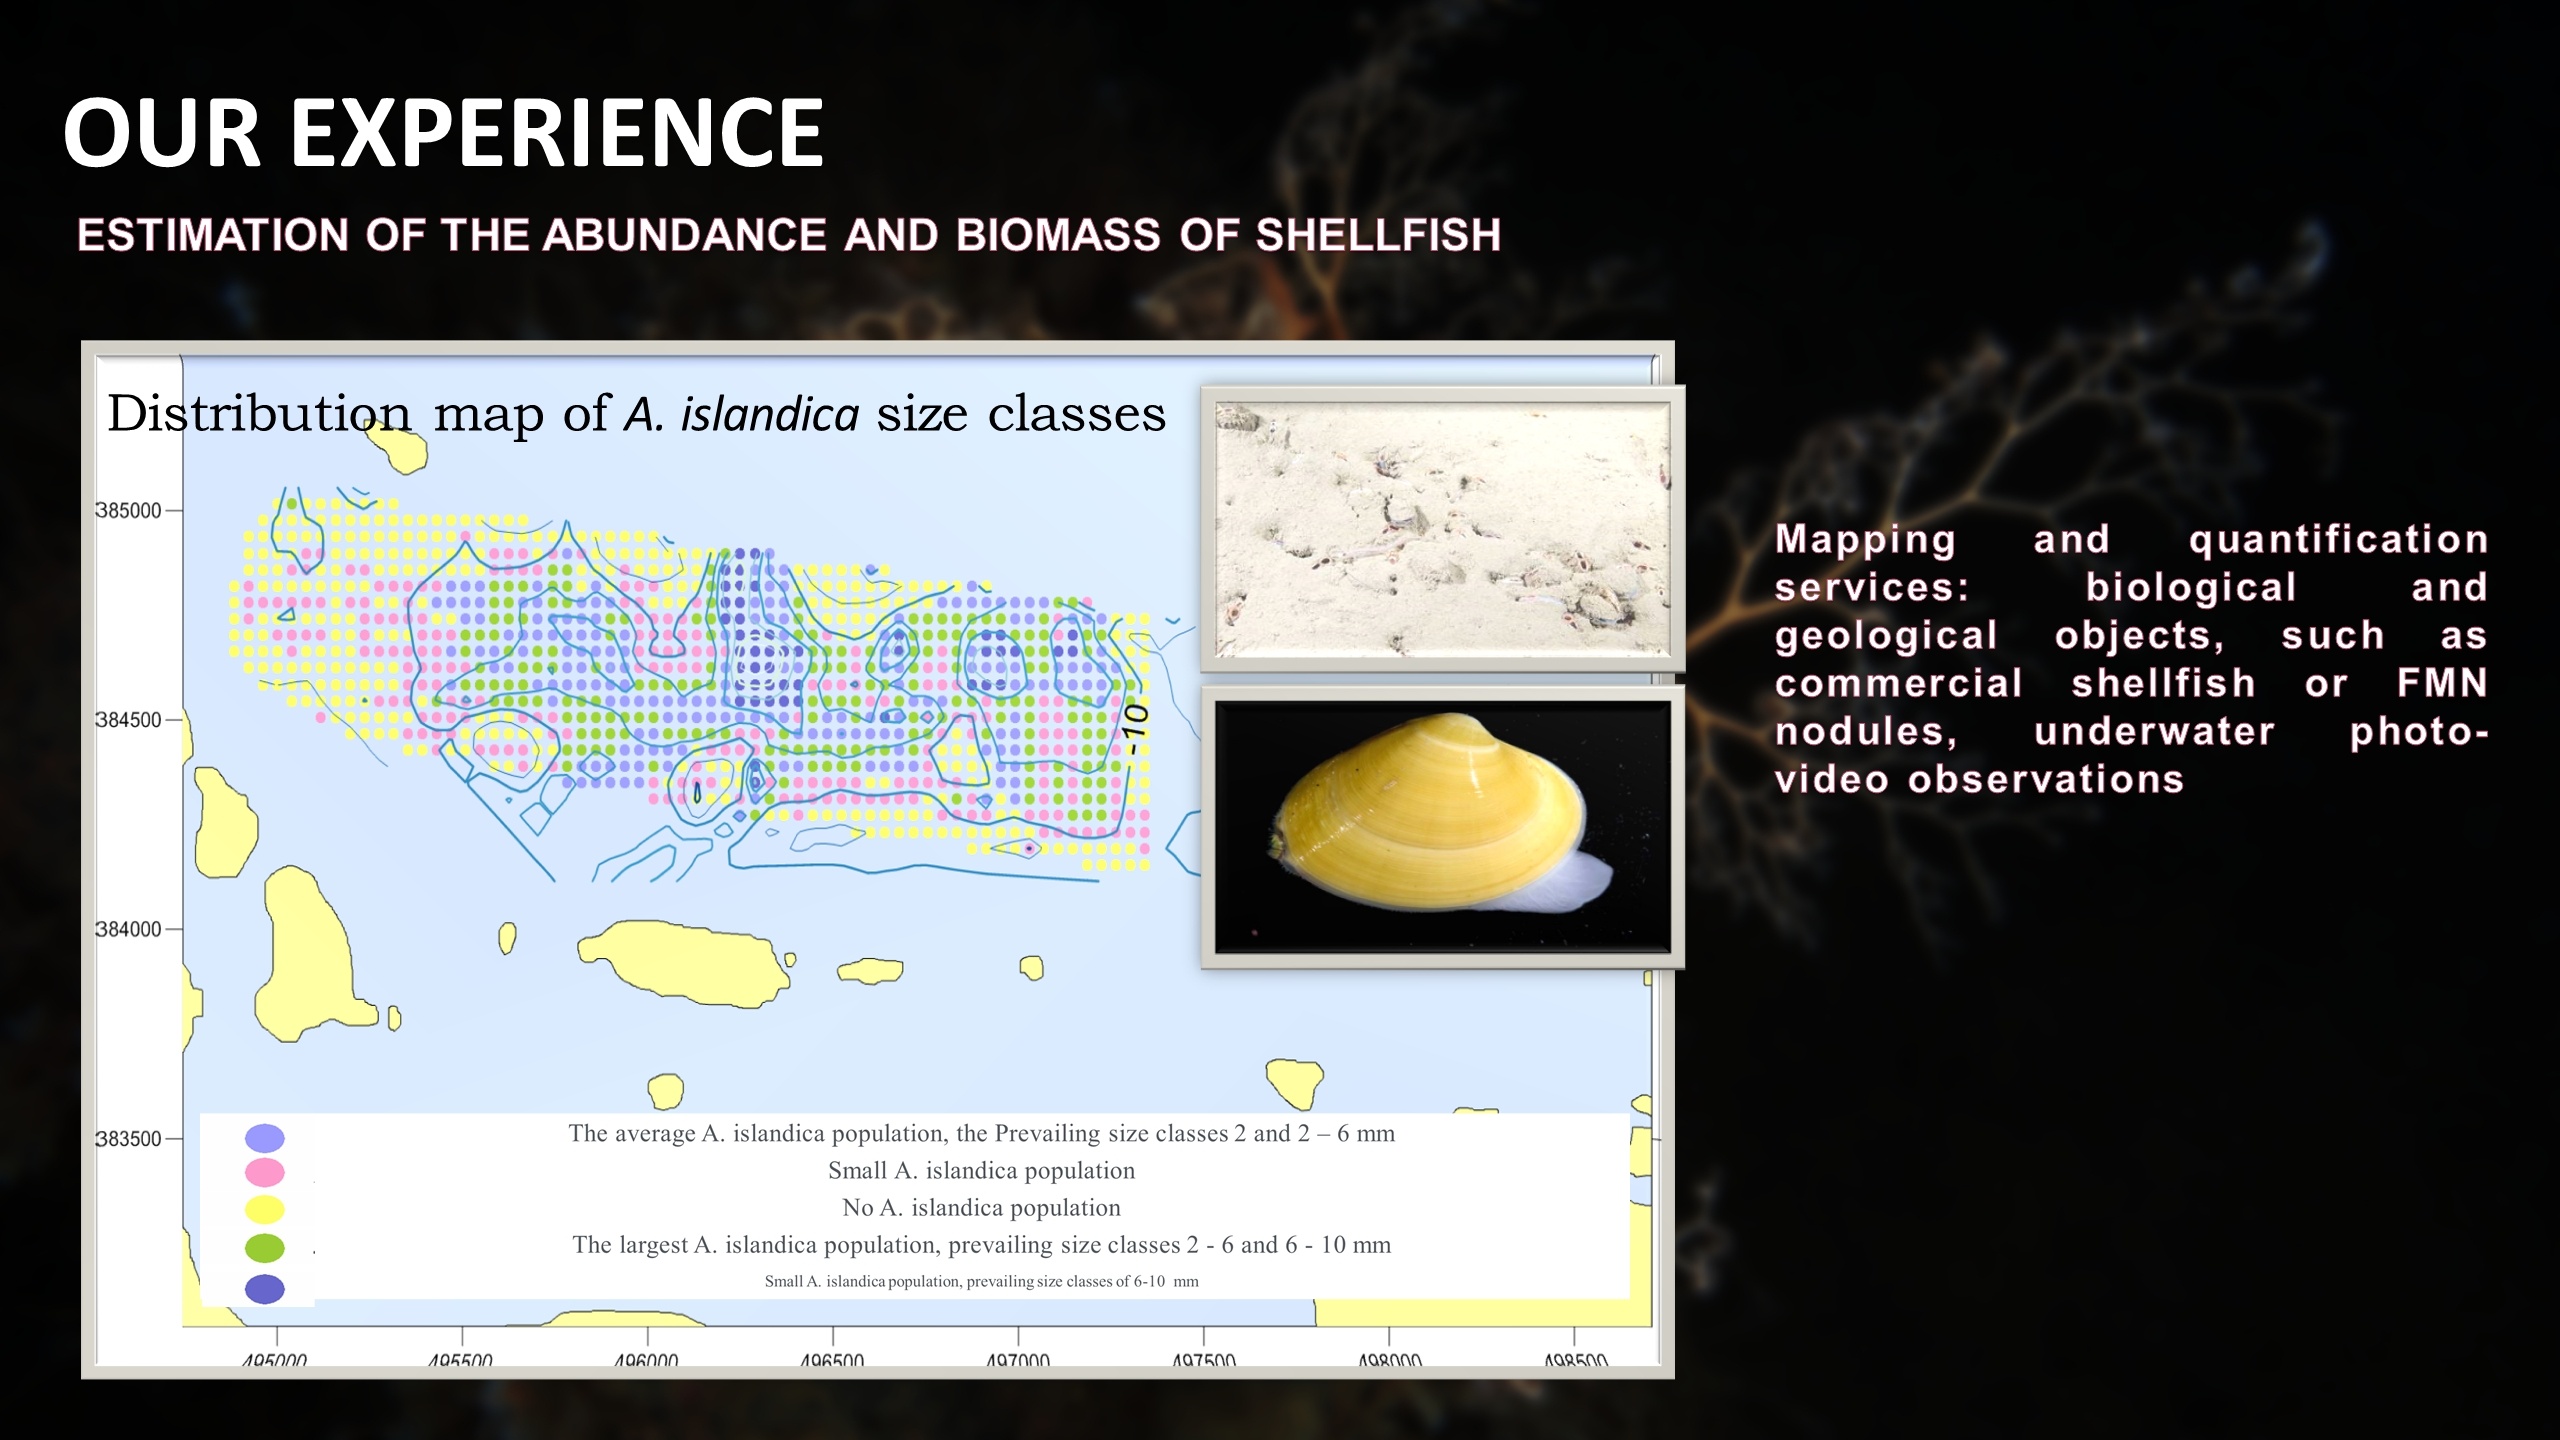 OUR EXPERIENCE
ESTIMATION OF THE ABUNDANCE AND BIOMASS OF SHELLFISH
Distribution map of A. islandica size classes
385000
384500
384000
383500
-10
Mapping and quantification
services: biological and
geological objects, such as
commercial shellfish or FMN
nodules, underwater photo-
video observations
The average A. islandica population, the Prevailing size classes 2 and 2 – 6 mm
Small A. islandica population
No A. islandica population
The largest A. islandica population, prevailing size classes 2 - 6 and 6 - 10 mm
Small A. islandica population, prevailing size classes of 6-10 mm
495000 495500 496000 496500 497000 497500 498000 498500